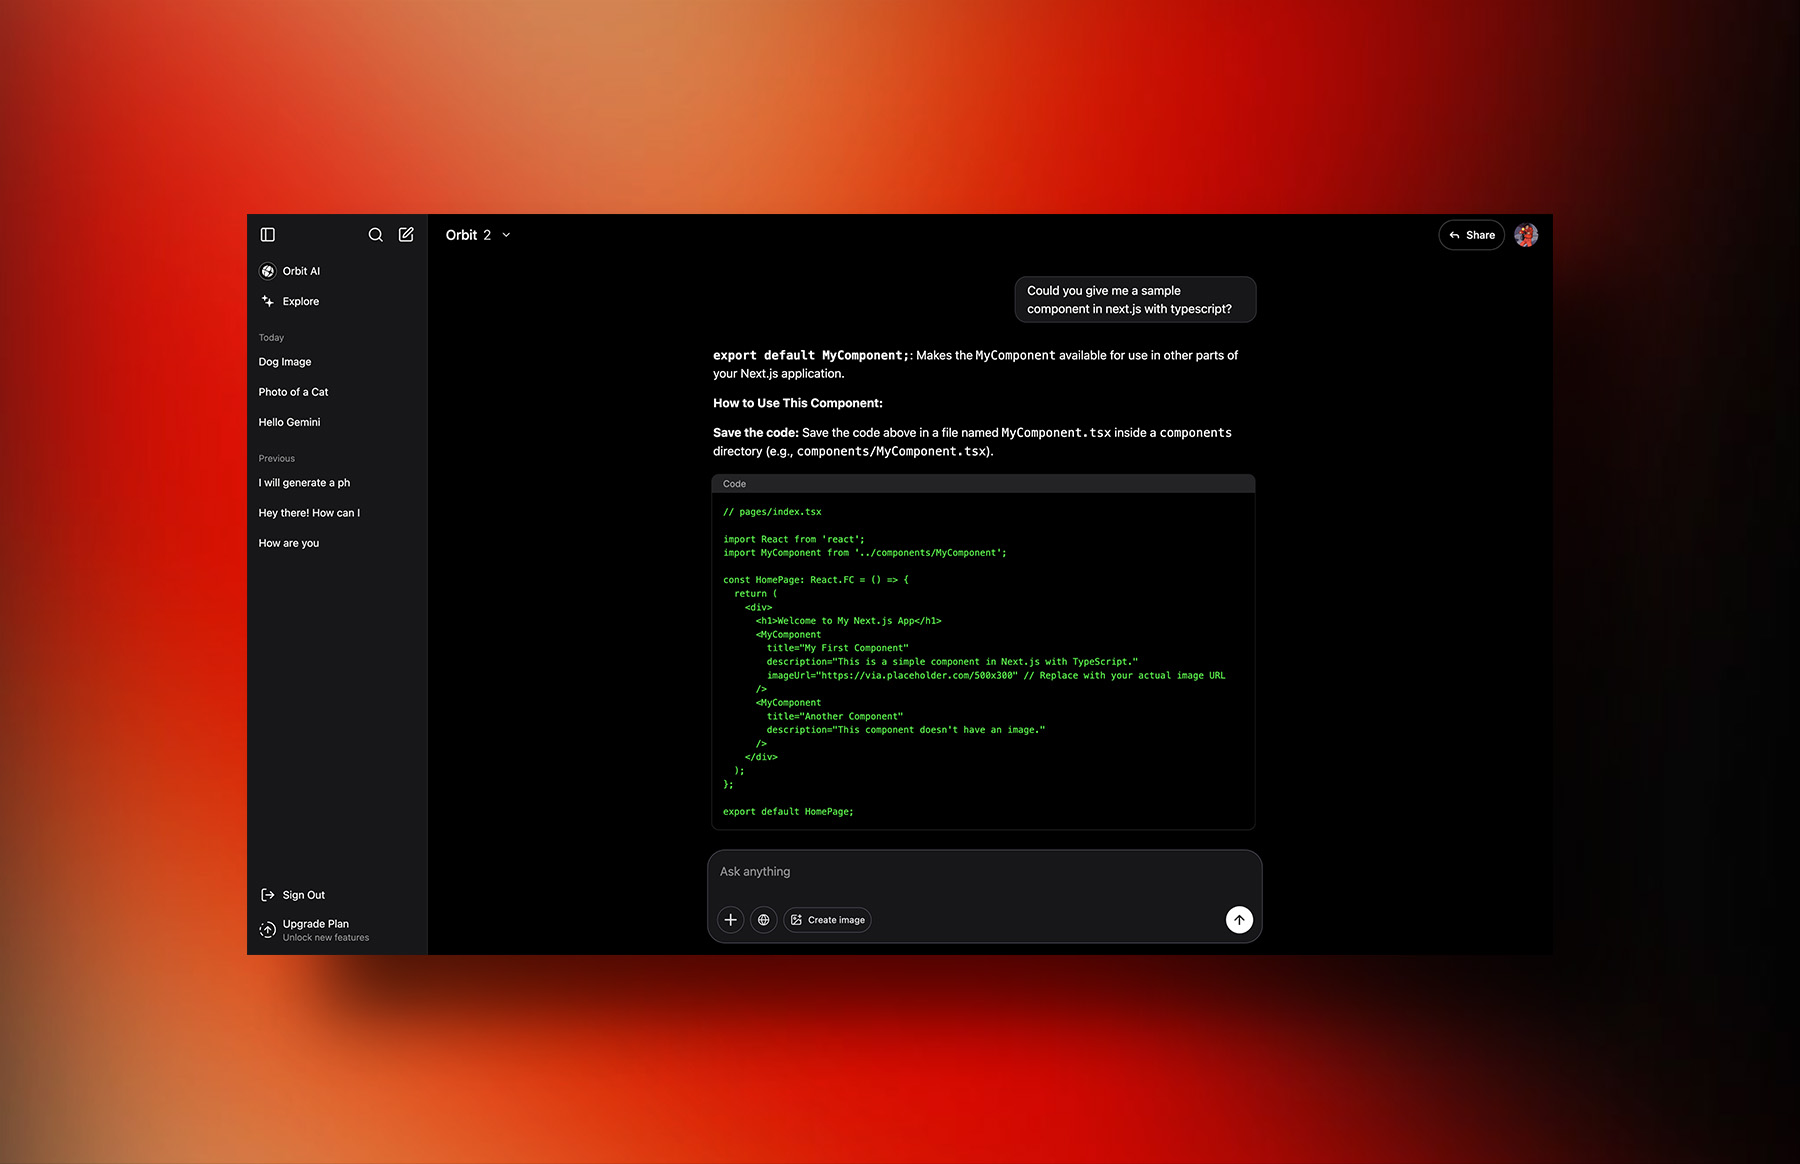 Orbit AI
Explore
Today
Dog Image
Photo of a Cat
Hello Gemini
Previous
I will generate a ph
Hey there! How can I
How are you
Sign Out
Upgrade Plan
Unlock new features
Orbit 2
Share
Could you give me a sample
component in next.js with typescript?
export default MyComponent;: Makes the MyComponent available for use in other parts of
your Next.js application.
How to Use This Component:
Save the code: Save the code above in a file named MyComponent.tsx inside a components
directory (e.g., components/MyComponent.tsx).
Code
// pages/index.tsx
import React from 'react';
import MyComponent from '../components/MyComponent';
const HomePage: React.FC = () => {
  return (
    <div>
      <h1>Welcome to My Next.js App</h1>
      <MyComponent
        title="My First Component"
        description="This is a simple component in Next.js with TypeScript."
        imageUrl="https://via.placeholder.com/500x300" // Replace with your actual image URL
      />
      <MyComponent
        title="Another Component"
        description="This component doesn't have an image."
      />
    </div>
  );
};
export default HomePage;
Ask anything
Create image